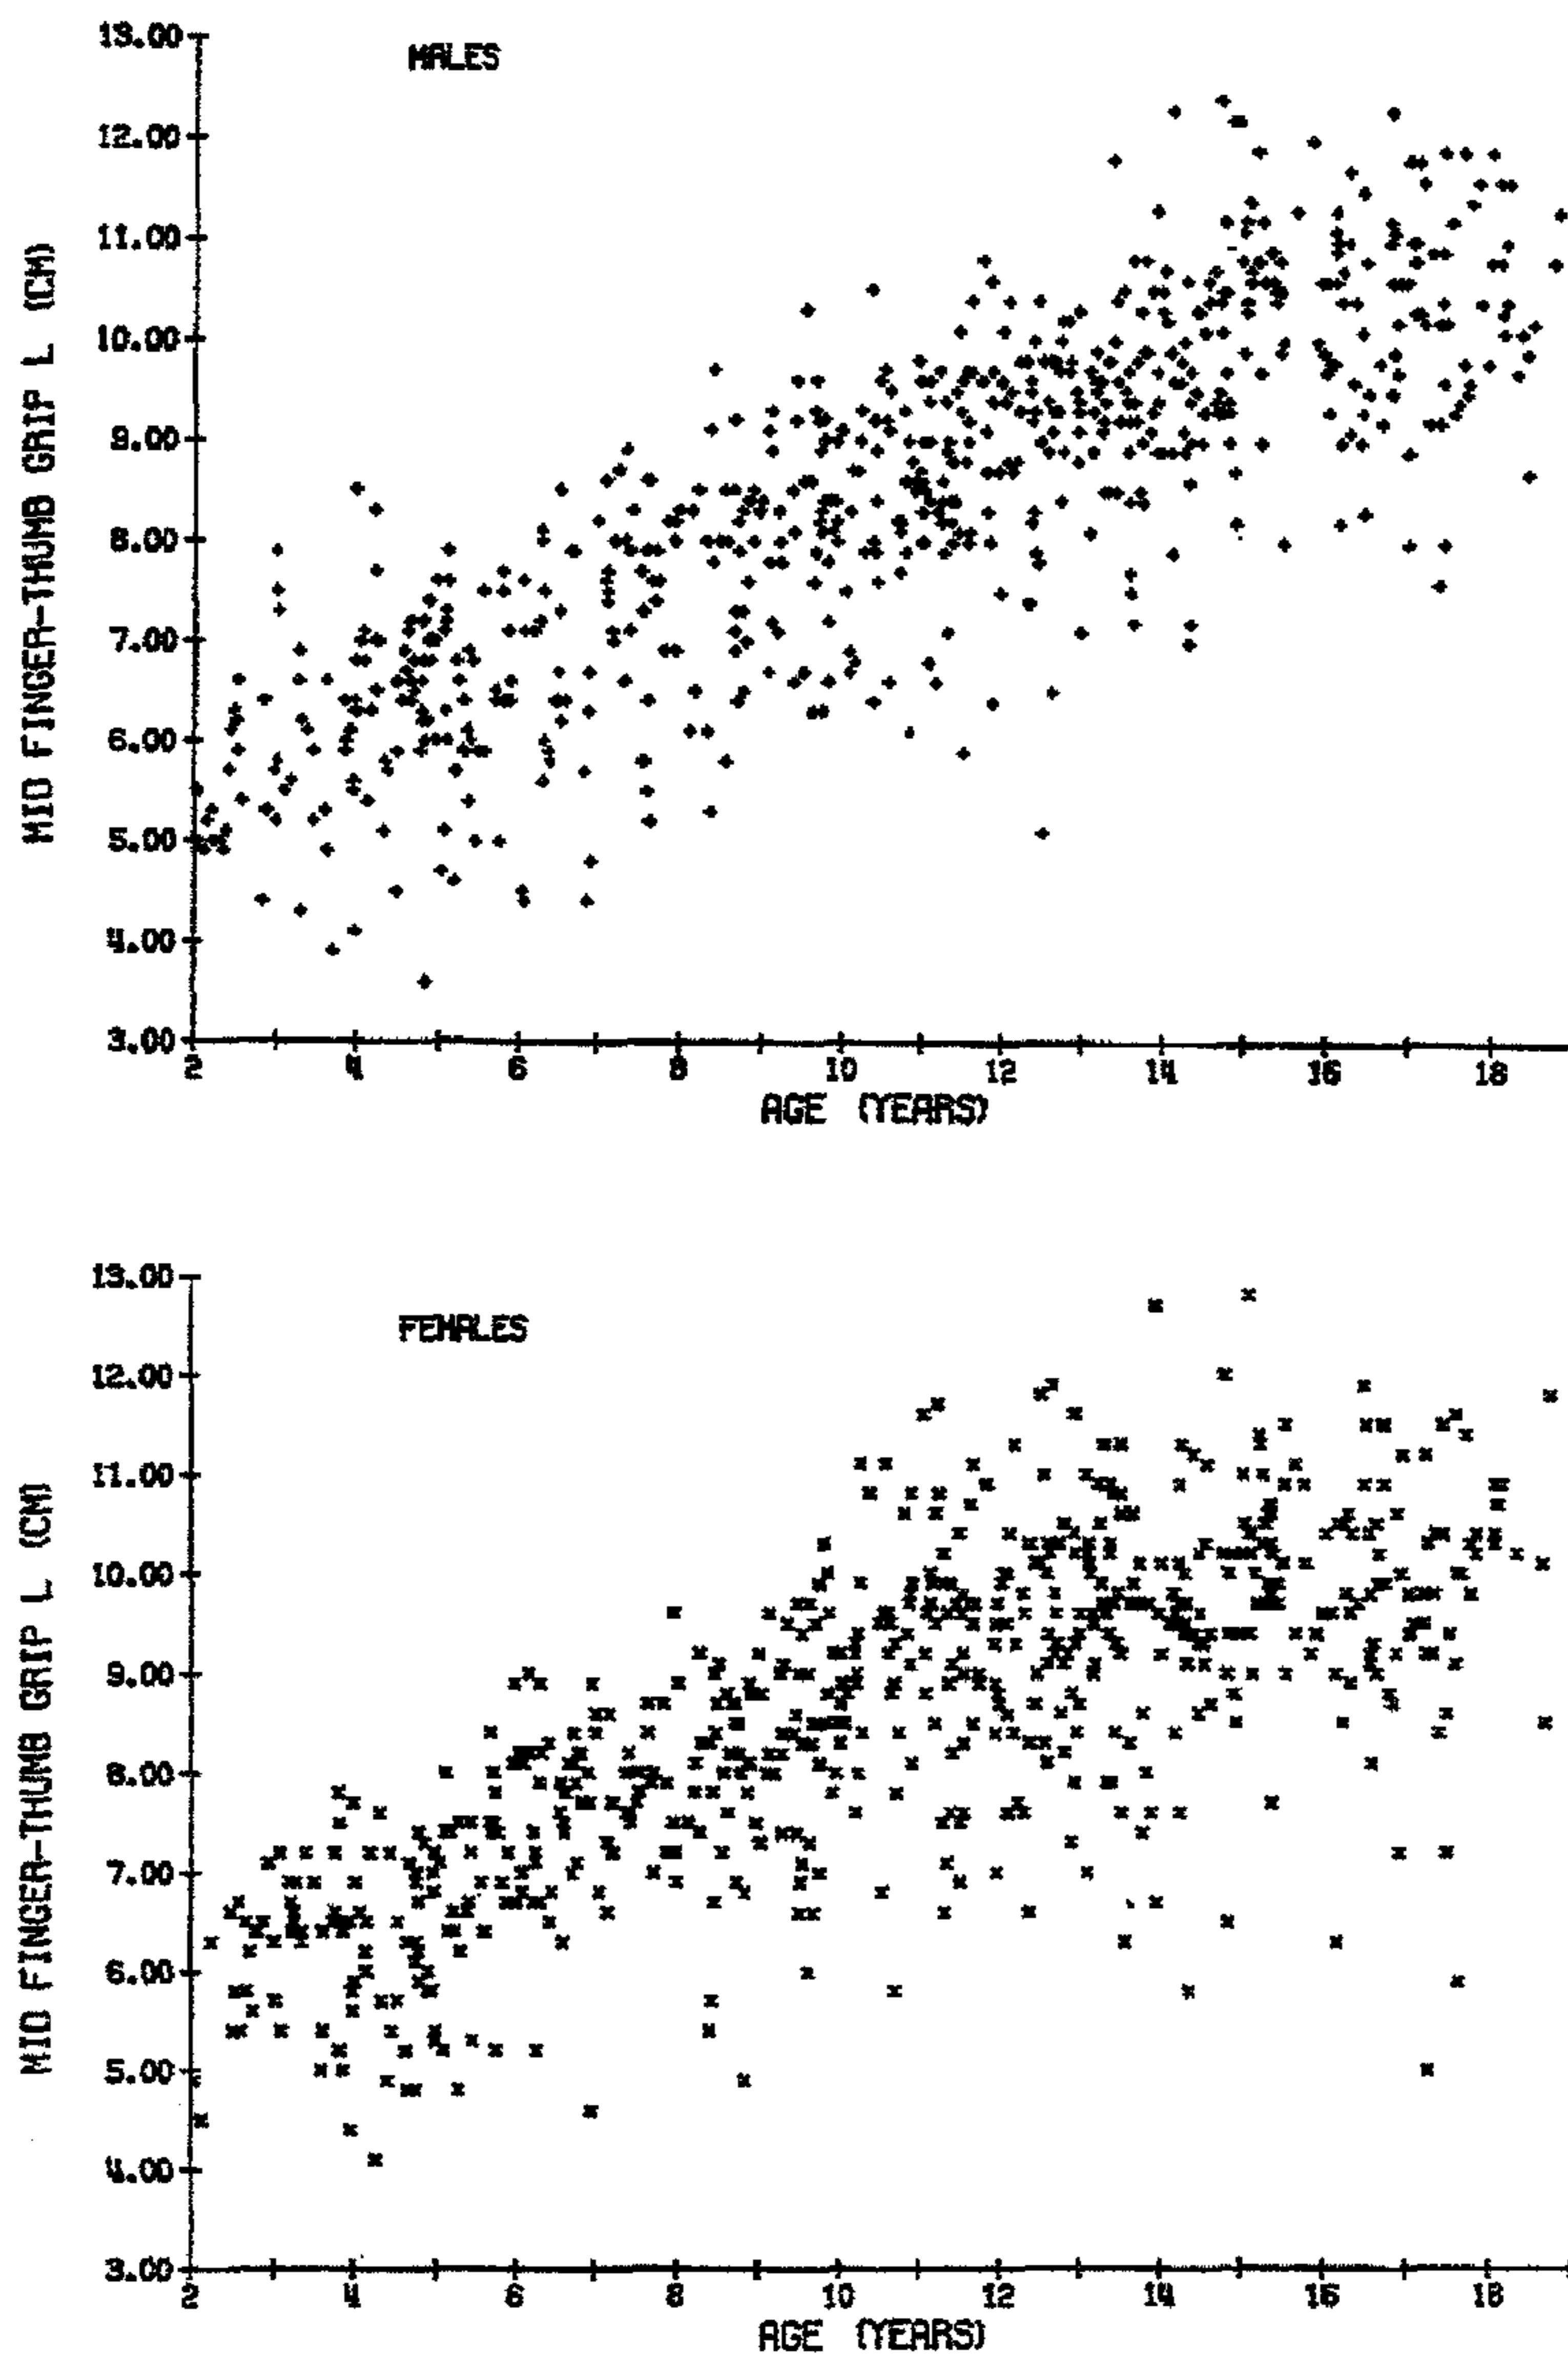 MALES
13.00
12.00
11.00
10.00
9.00
8.00
7.00
6.00
5.00
4.00
3.00
MID FINGER-THUMB GRIP L (CM)
2 4 6 8 10 12 14 16 18
AGE (YEARS)
FEMALES
13.00
12.00
11.00
10.00
9.00
8.00
7.00
6.00
5.00
4.00
3.00
MID FINGER-THUMB GRIP L (CM)
2 4 6 8 10 12 14 16 18
AGE (YEARS)